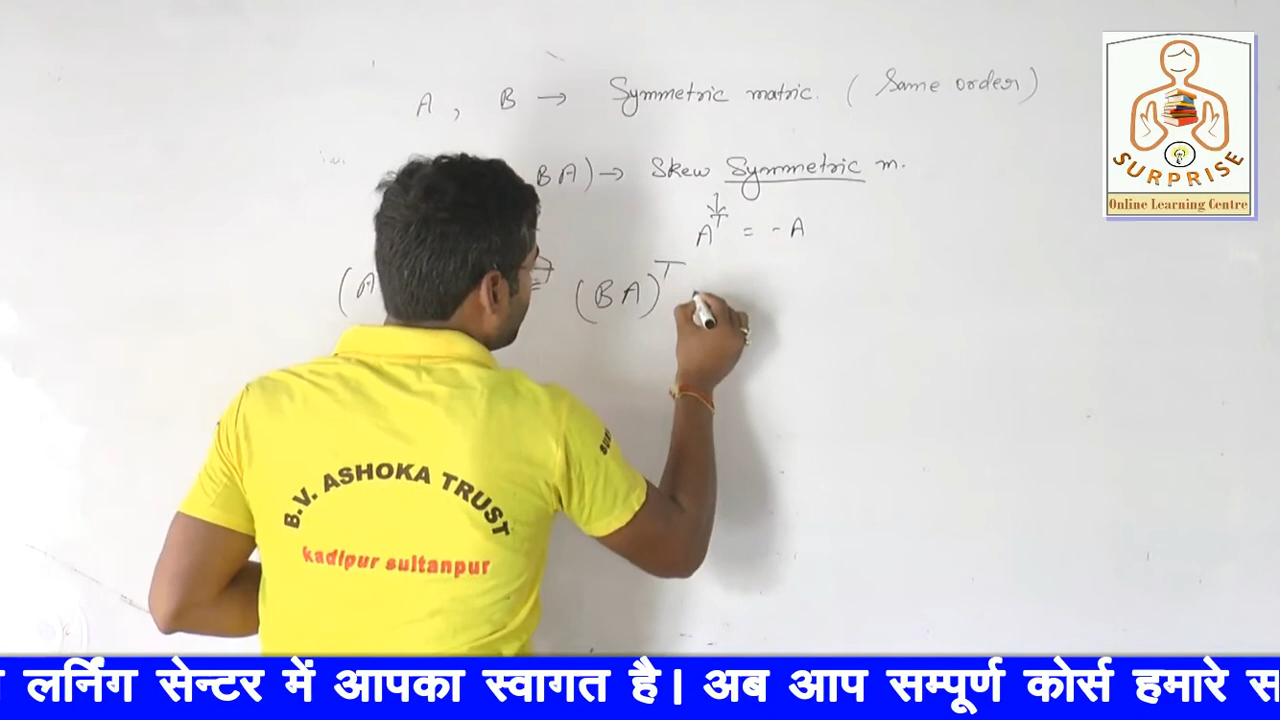 A, B → Symmetric matric. (Same order)
BA) → Skew Symmetric m.
A^T = -A
(A = (BA)^T
SURPRISE
Online Learning Centre
B.V. ASHOKA TRUST
kadipur sultanpur
लर्निंग सेन्टर में आपका स्वागत है। अब आप सम्पूर्ण कोर्स हमारे